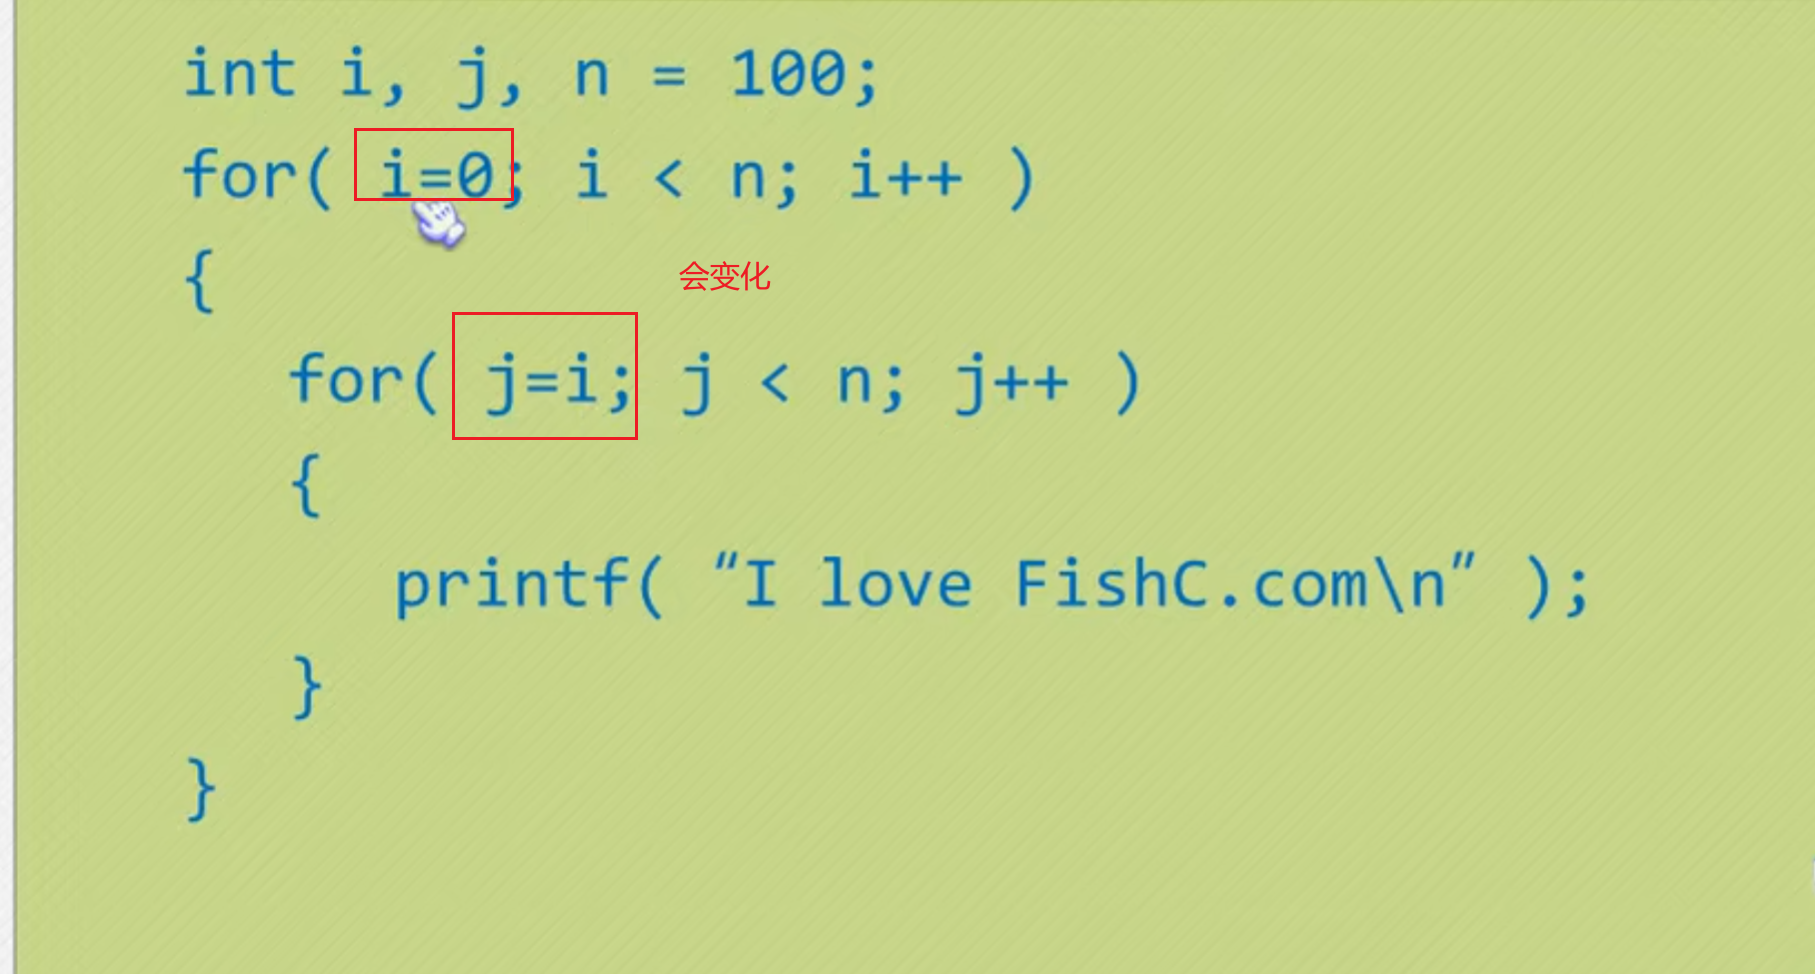 int i, j, n = 100;
for( i=0; i < n; i++ )
{
会变化
for( j=i; j < n; j++ )
{
printf( “I love FishC.com\n” );
}
}